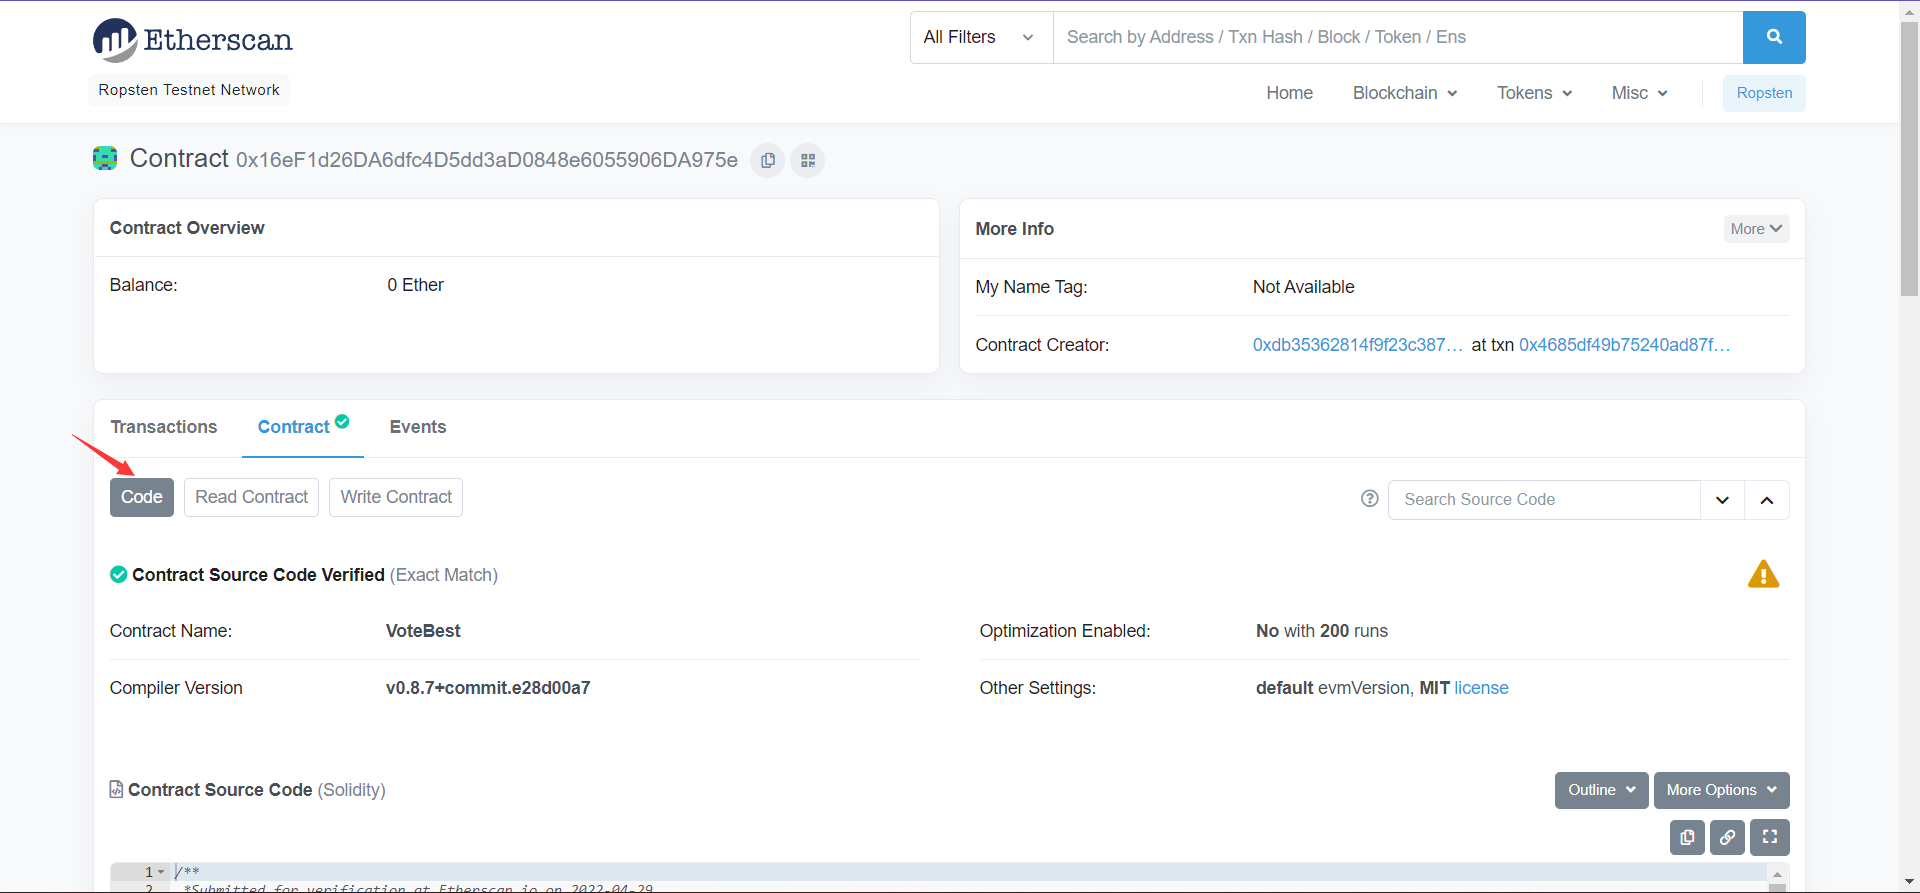 Etherscan
All Filters
Search by Address / Txn Hash / Block / Token / Ens
Ropsten Testnet Network
Home Blockchain Tokens Misc Ropsten
Contract 0x16eF1d26DA6dfc4D5dd3aD0848e6055906DA975e
Contract Overview
Balance: 0 Ether
More Info More
My Name Tag: Not Available
Contract Creator: 0xdb35362814f9f23c387... at txn 0x4685df49b75240ad87f...
Transactions Contract Events
Code Read Contract Write Contract
Search Source Code
Contract Source Code Verified (Exact Match)
Contract Name: VoteBest
Optimization Enabled: No with 200 runs
Compiler Version v0.8.7+commit.e28d00a7
Other Settings: default evmVersion, MIT license
Contract Source Code (Solidity)
Outline More Options
1 /**
2 *Submitted for verification at Etherscan.io on 2022-04-29